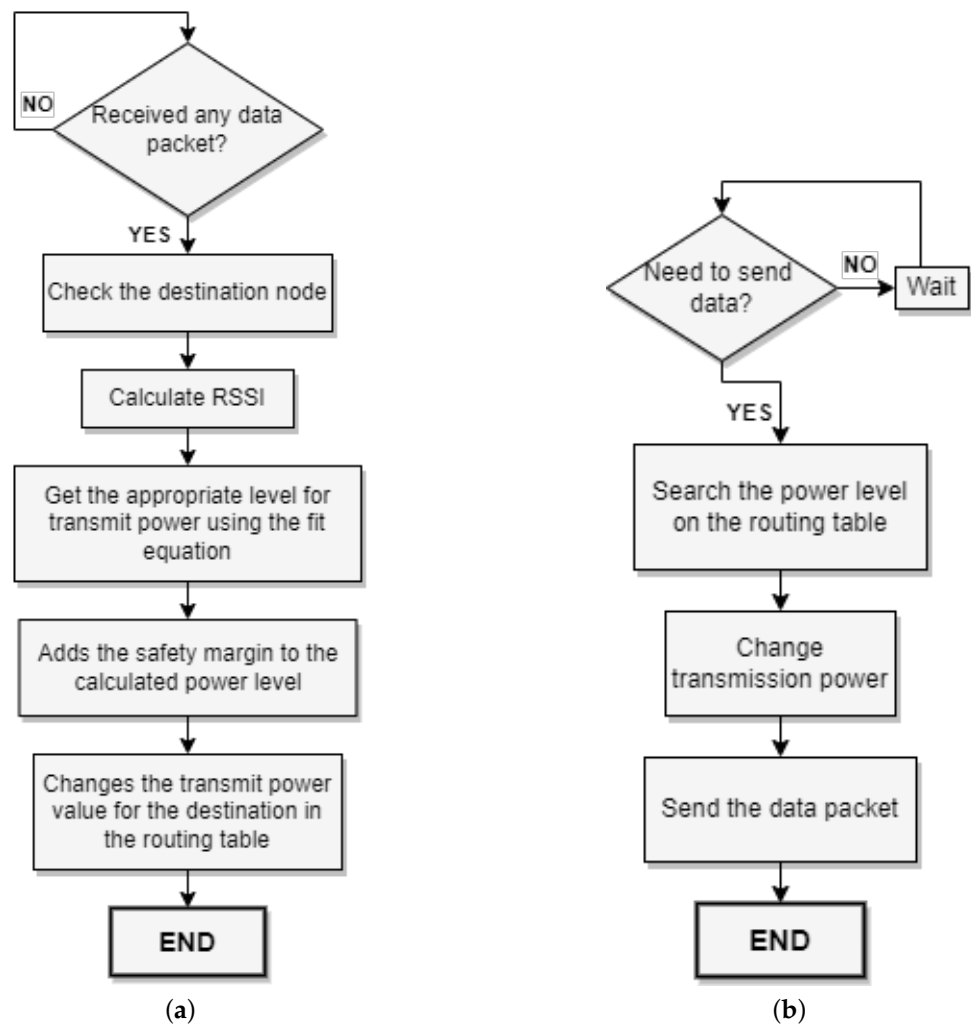 NO
Received any data
packet?
YES
Check the destination node
Calculate RSSI
Get the appropriate level for
transmit power using the fit
equation
Adds the safety margin to the
calculated power level
Changes the transmit power
value for the destination in
the routing table
END
(a)
Need to send
data?
NO
Wait
YES
Search the power level
on the routing table
Change
transmission power
Send the data packet
END
(b)